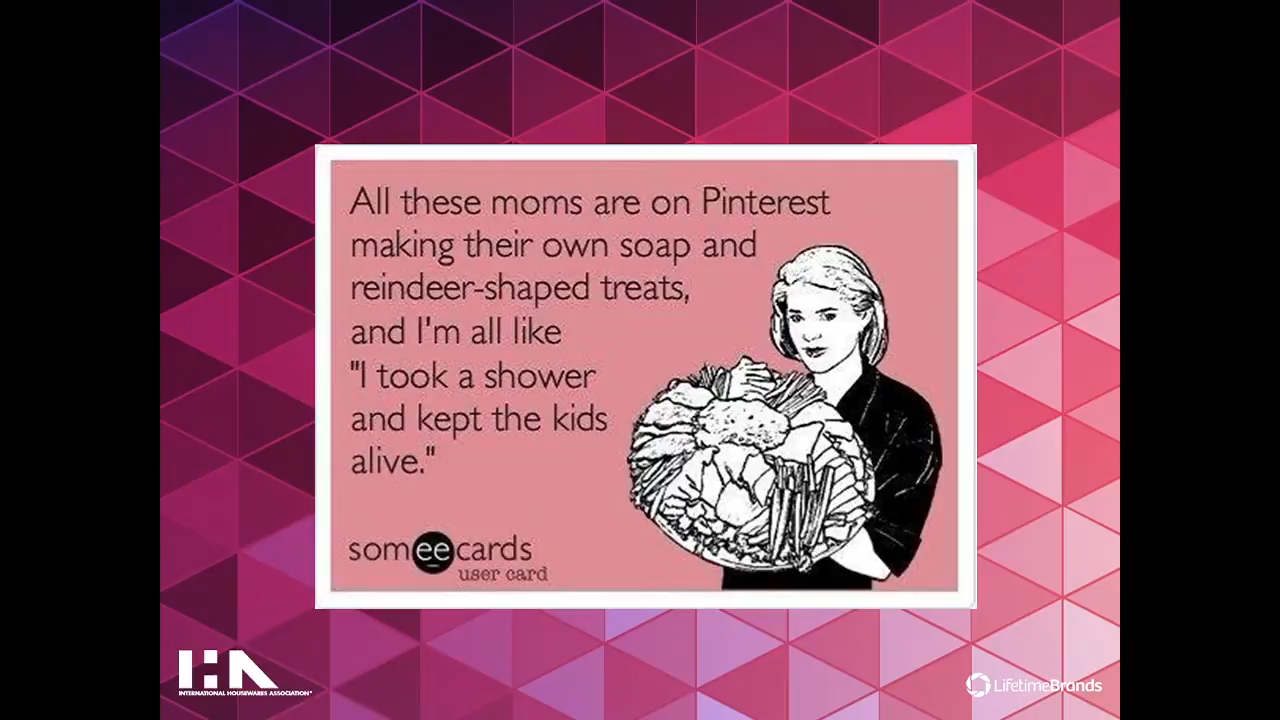 All these moms are on Pinterest
making their own soap and
reindeer-shaped treats,
and I'm all like
"I took a shower
and kept the kids
alive."
someecards
user card
IHA
INTERNATIONAL HOUSEWARES ASSOCIATION
LifetimeBrands